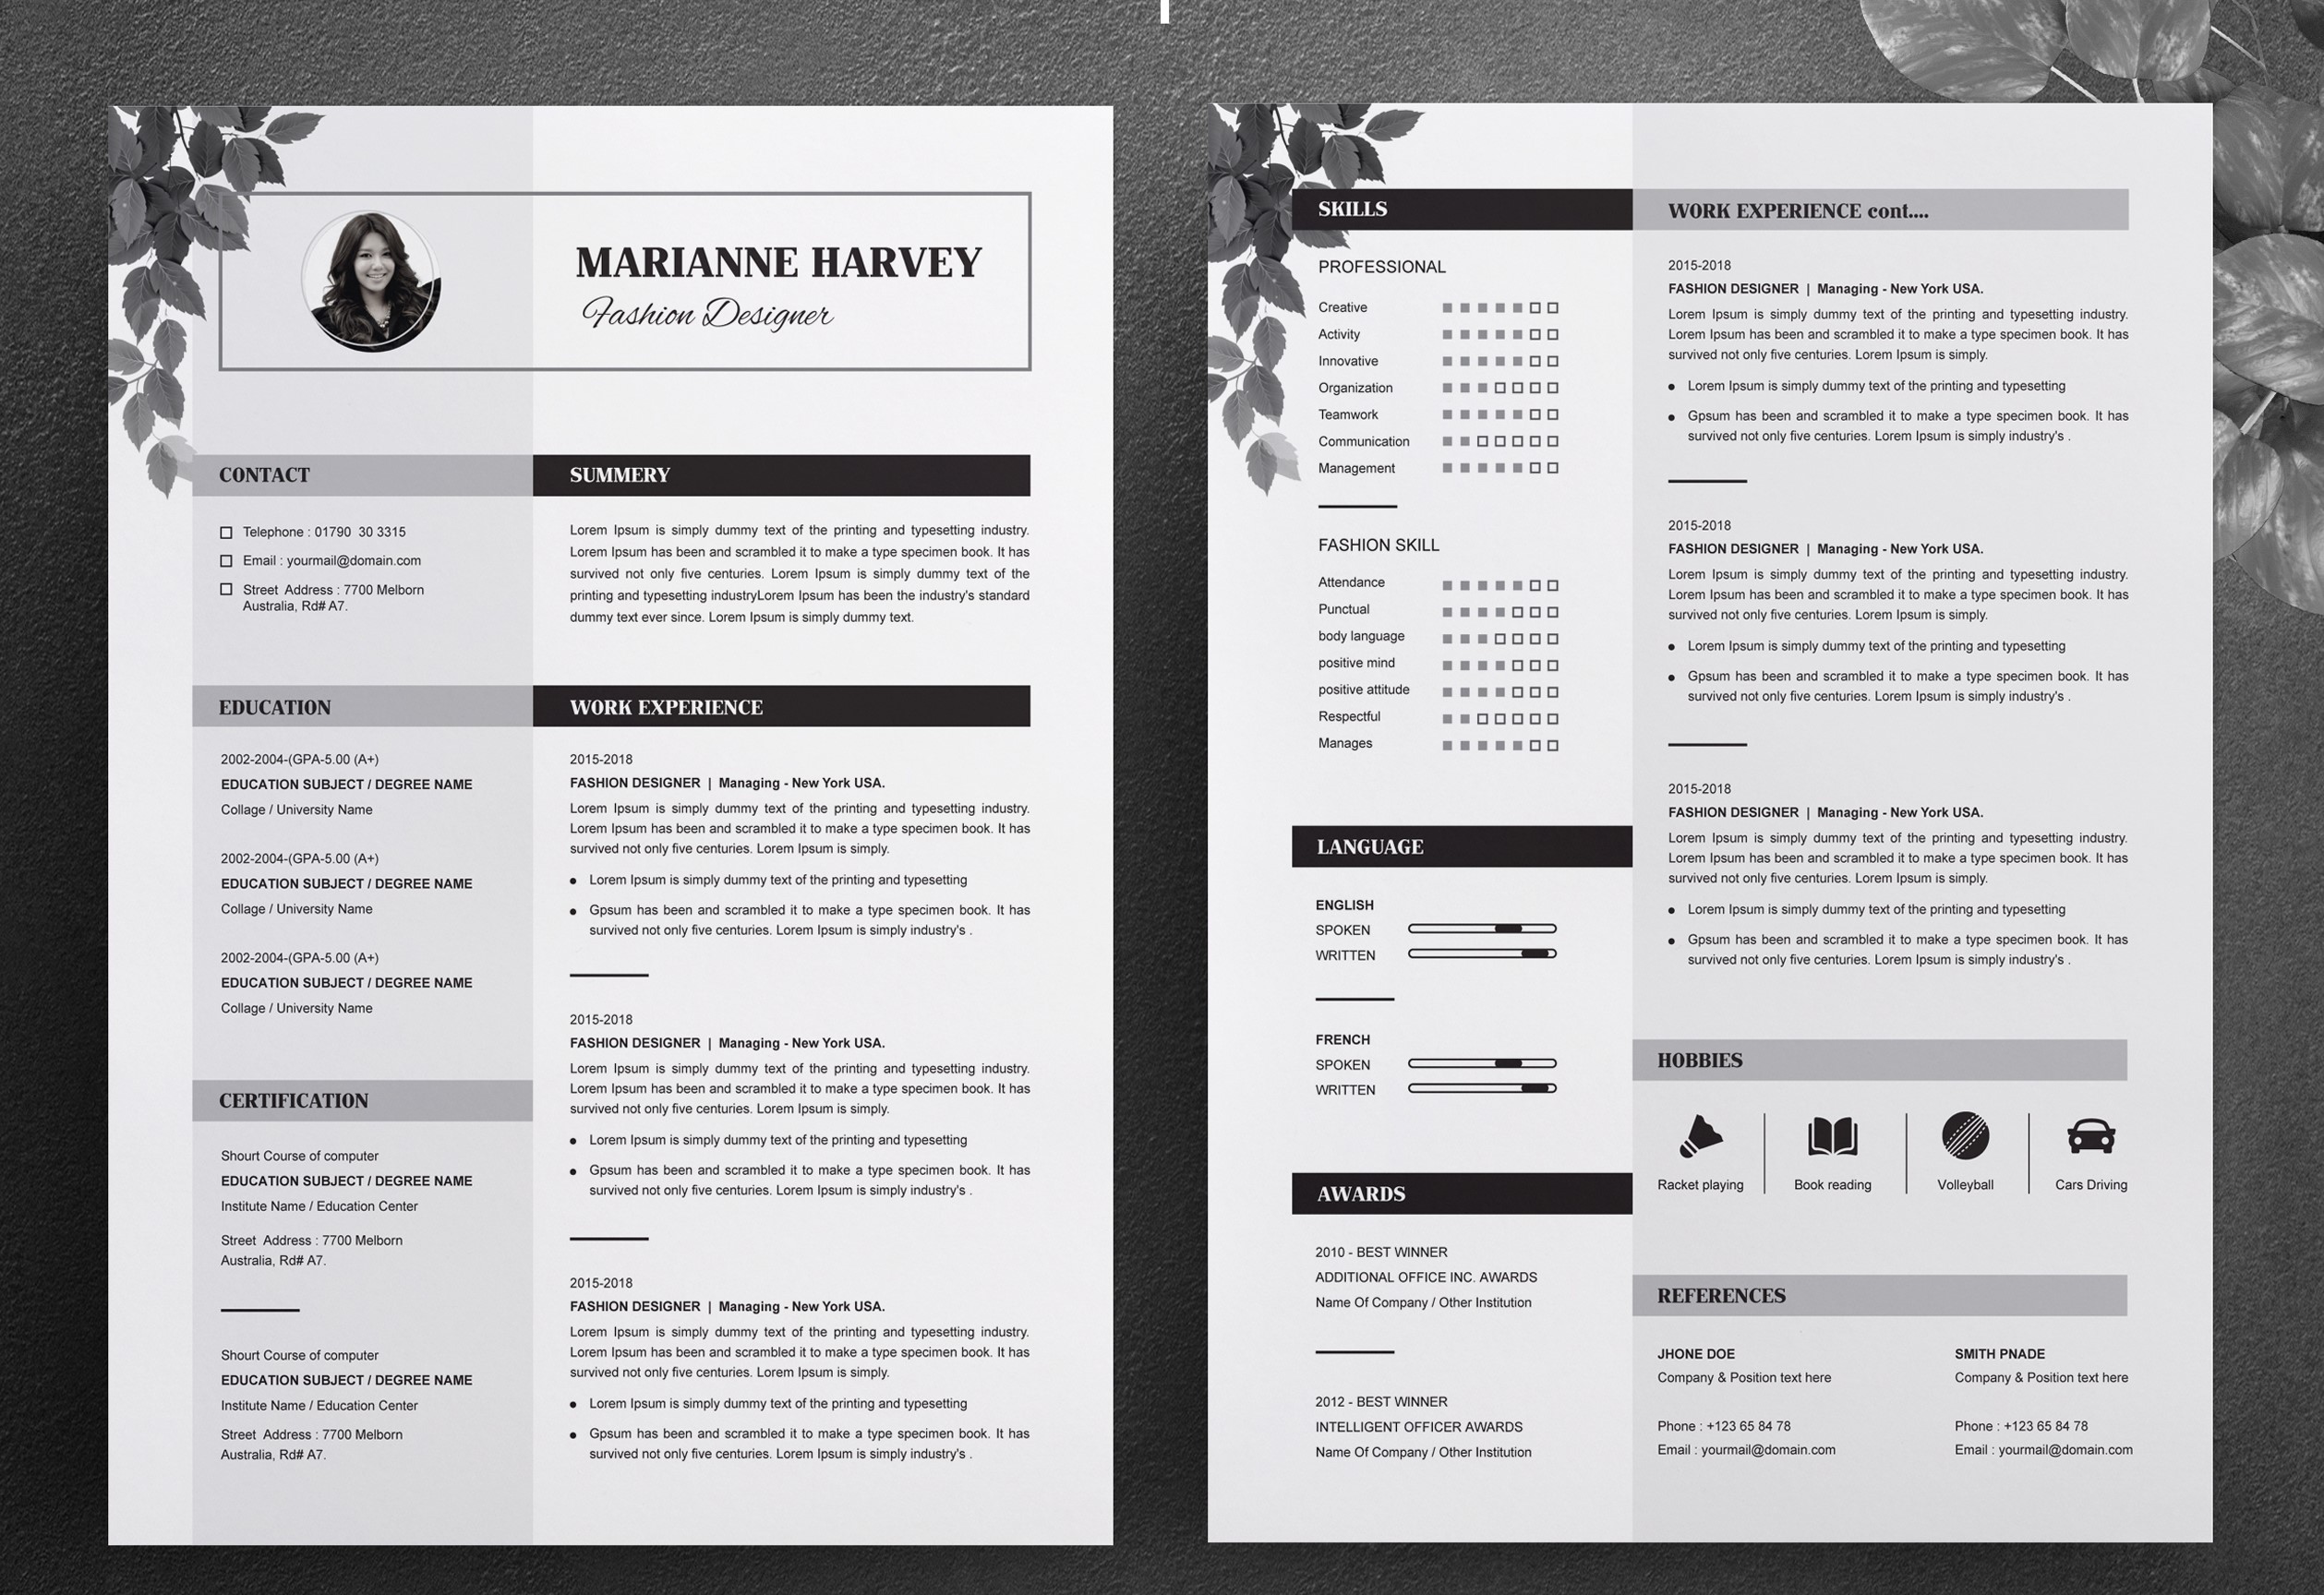 MARIANNE HARVEY
Fashion Designer
CONTACT
Telephone : 01790 30 3315
Email : yourmail@domain.com
Street Address : 7700 Melborn
Australia, Rd# A7.
EDUCATION
2002-2004-(GPA-5.00 (A+)
EDUCATION SUBJECT / DEGREE NAME
Collage / University Name
2002-2004-(GPA-5.00 (A+)
EDUCATION SUBJECT / DEGREE NAME
Collage / University Name
2002-2004-(GPA-5.00 (A+)
EDUCATION SUBJECT / DEGREE NAME
Collage / University Name
CERTIFICATION
Shourt Course of computer
EDUCATION SUBJECT / DEGREE NAME
Institute Name / Education Center
Street Address : 7700 Melborn
Australia, Rd# A7.
Shourt Course of computer
EDUCATION SUBJECT / DEGREE NAME
Institute Name / Education Center
Street Address : 7700 Melborn
Australia, Rd# A7.
SUMMERY
Lorem Ipsum is simply dummy text of the printing and typesetting industry.
Lorem Ipsum has been and scrambled it to make a type specimen book. It has
survived not only five centuries. Lorem Ipsum is simply dummy text of the
printing and typesetting industryLorem Ipsum has been the industry's standard
dummy text ever since. Lorem Ipsum is simply dummy text.
WORK EXPERIENCE
2015-2018
FASHION DESIGNER | Managing - New York USA.
Lorem Ipsum is simply dummy text of the printing and typesetting industry.
Lorem Ipsum has been and scrambled it to make a type specimen book. It has
survived not only five centuries. Lorem Ipsum is simply.
• Lorem Ipsum is simply dummy text of the printing and typesetting
• Gpsum has been and scrambled it to make a type specimen book. It has
survived not only five centuries. Lorem Ipsum is simply industry's .
2015-2018
FASHION DESIGNER | Managing - New York USA.
Lorem Ipsum is simply dummy text of the printing and typesetting industry.
Lorem Ipsum has been and scrambled it to make a type specimen book. It has
survived not only five centuries. Lorem Ipsum is simply.
• Lorem Ipsum is simply dummy text of the printing and typesetting
• Gpsum has been and scrambled it to make a type specimen book. It has
survived not only five centuries. Lorem Ipsum is simply industry's .
2015-2018
FASHION DESIGNER | Managing - New York USA.
Lorem Ipsum is simply dummy text of the printing and typesetting industry.
Lorem Ipsum has been and scrambled it to make a type specimen book. It has
survived not only five centuries. Lorem Ipsum is simply.
• Lorem Ipsum is simply dummy text of the printing and typesetting
• Gpsum has been and scrambled it to make a type specimen book. It has
survived not only five centuries. Lorem Ipsum is simply industry's .
SKILLS
PROFESSIONAL
Creative
Activity
Innovative
Organization
Teamwork
Communication
Management
FASHION SKILL
Attendance
Punctual
body language
positive mind
positive attitude
Respectful
Manages
LANGUAGE
ENGLISH
SPOKEN
WRITTEN
FRENCH
SPOKEN
WRITTEN
AWARDS
2010 - BEST WINNER
ADDITIONAL OFFICE INC. AWARDS
Name Of Company / Other Institution
2012 - BEST WINNER
INTELLIGENT OFFICER AWARDS
Name Of Company / Other Institution
WORK EXPERIENCE cont....
2015-2018
FASHION DESIGNER | Managing - New York USA.
Lorem Ipsum is simply dummy text of the printing and typesetting industry.
Lorem Ipsum has been and scrambled it to make a type specimen book. It has
survived not only five centuries. Lorem Ipsum is simply.
• Lorem Ipsum is simply dummy text of the printing and typesetting
• Gpsum has been and scrambled it to make a type specimen book. It has
survived not only five centuries. Lorem Ipsum is simply industry's .
2015-2018
FASHION DESIGNER | Managing - New York USA.
Lorem Ipsum is simply dummy text of the printing and typesetting industry.
Lorem Ipsum has been and scrambled it to make a type specimen book. It has
survived not only five centuries. Lorem Ipsum is simply.
• Lorem Ipsum is simply dummy text of the printing and typesetting
• Gpsum has been and scrambled it to make a type specimen book. It has
survived not only five centuries. Lorem Ipsum is simply industry's .
2015-2018
FASHION DESIGNER | Managing - New York USA.
Lorem Ipsum is simply dummy text of the printing and typesetting industry.
Lorem Ipsum has been and scrambled it to make a type specimen book. It has
survived not only five centuries. Lorem Ipsum is simply.
• Lorem Ipsum is simply dummy text of the printing and typesetting
• Gpsum has been and scrambled it to make a type specimen book. It has
survived not only five centuries. Lorem Ipsum is simply industry's .
HOBBIES
Racket playing
Book reading
Volleyball
Cars Driving
REFERENCES
JHONE DOE
Company & Position text here
Phone : +123 65 84 78
Email : yourmail@domain.com
SMITH PNADE
Company & Position text here
Phone : +123 65 84 78
Email : yourmail@domain.com